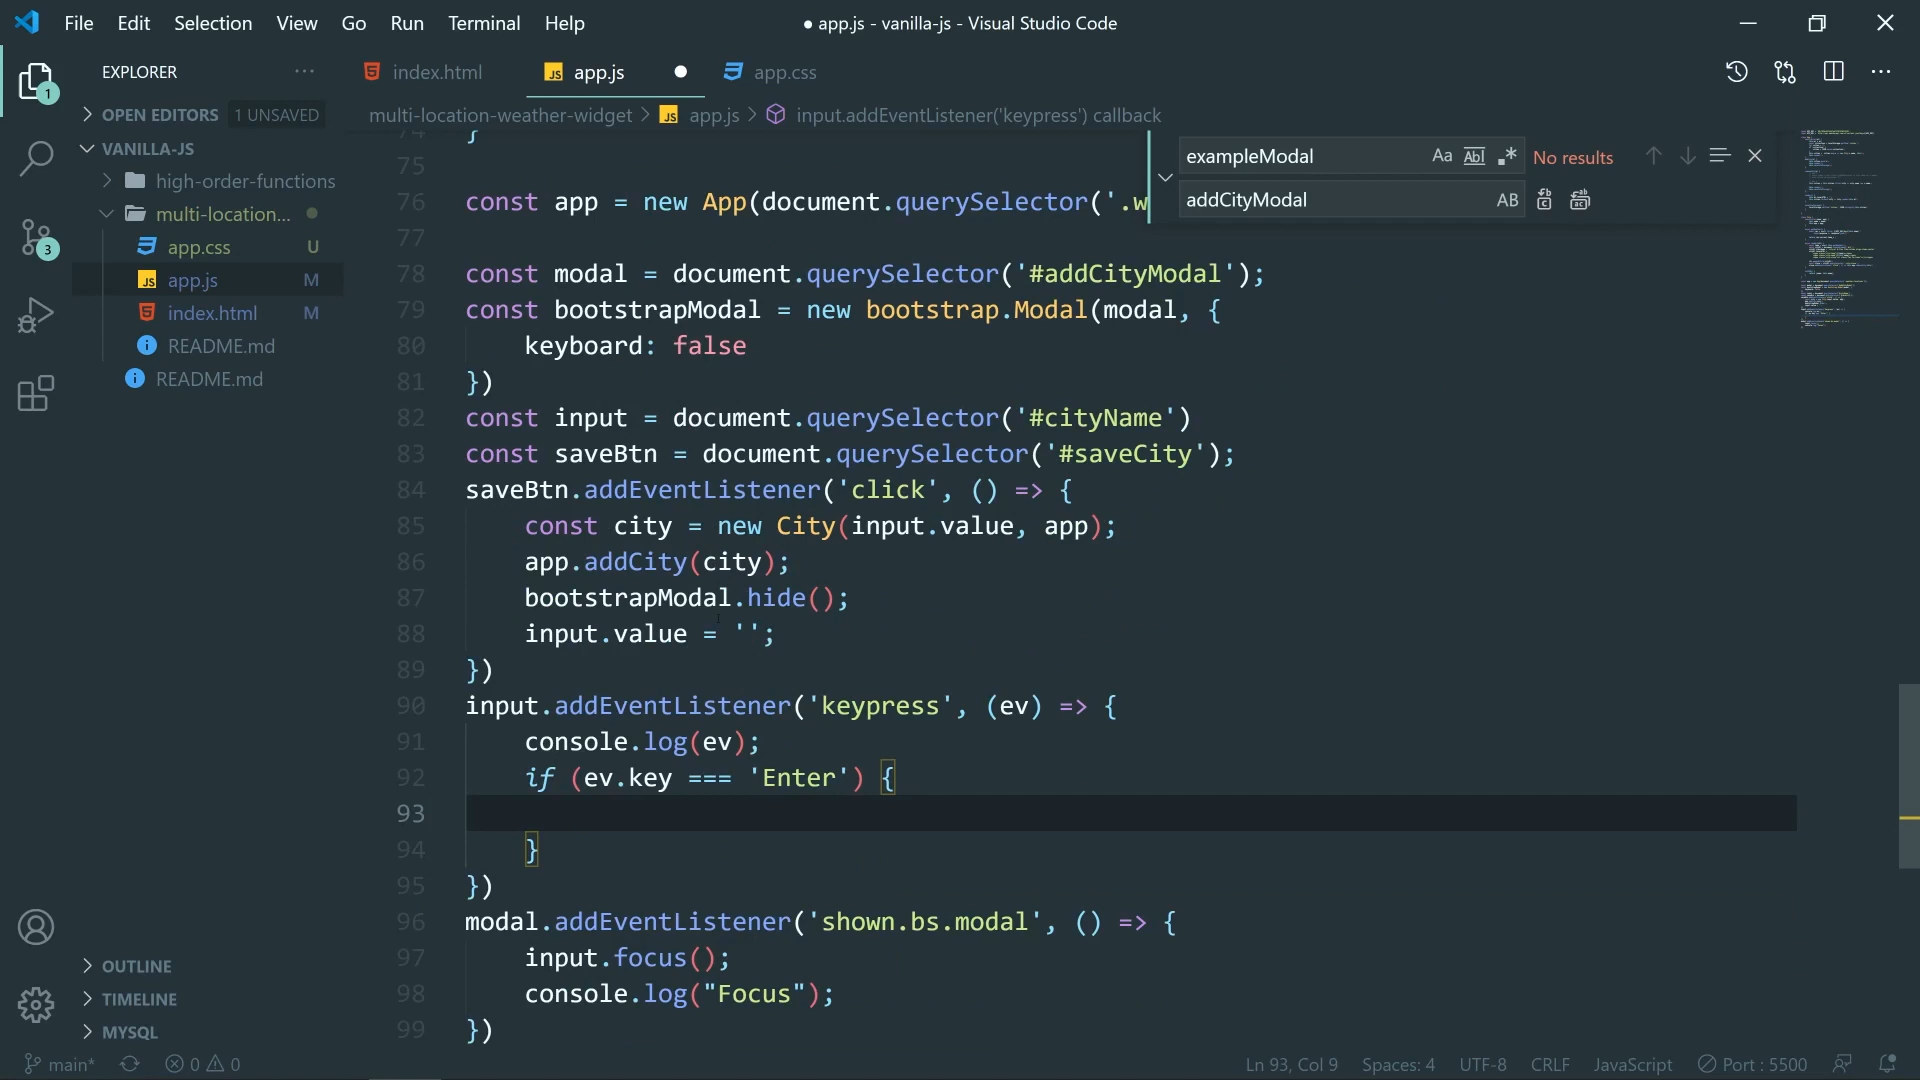 File Edit Selection View Go Run Terminal Help
● app.js - vanilla-js - Visual Studio Code
EXPLORER ···
index.html
JS app.js ●
app.css
1
OPEN EDITORS 1 UNSAVED
multi-location-weather-widget > JS app.js > input.addEventListener('keypress') callback
VANILLA-JS
high-order-functions
multi-location...
app.css U
JS app.js M
index.html M
README.md
README.md
3
OUTLINE
TIMELINE
MYSQL
exampleModal Aa Abl .* No results
addCityModal AB
74 }
75
76 const app = new App(document.querySelector('.w
77
78 const modal = document.querySelector('#addCityModal');
79 const bootstrapModal = new bootstrap.Modal(modal, {
80 keyboard: false
81 })
82 const input = document.querySelector('#cityName')
83 const saveBtn = document.querySelector('#saveCity');
84 saveBtn.addEventListener('click', () => {
85 const city = new City(input.value, app);
86 app.addCity(city);
87 bootstrapModal.hide();
88 input.value = '';
89 })
90 input.addEventListener('keypress', (ev) => {
91 console.log(ev);
92 if (ev.key === 'Enter') {
93
94 }
95 })
96 modal.addEventListener('shown.bs.modal', () => {
97 input.focus();
98 console.log("Focus");
99 })
main* 0 0 Ln 93, Col 9 Spaces: 4 UTF-8 CRLF JavaScript Port : 5500